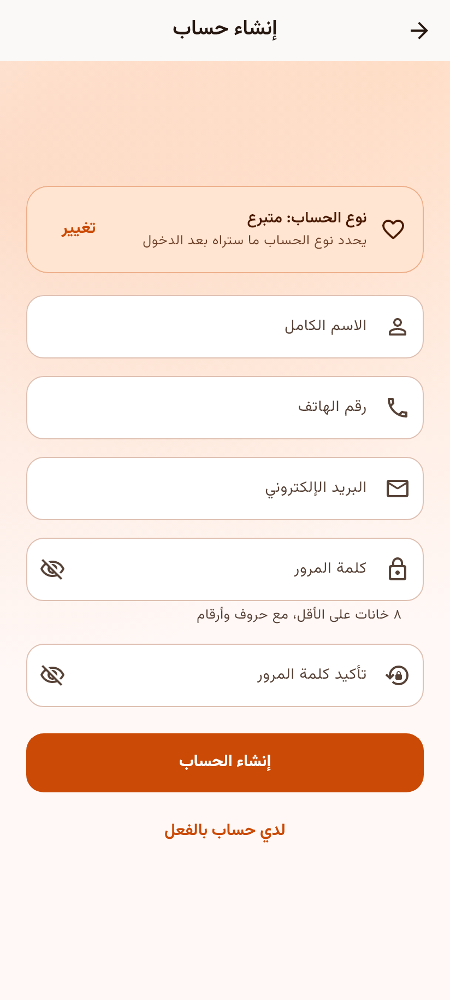 إنشاء حساب
نوع الحساب: متبرع
يحدد نوع الحساب ما ستراه بعد الدخول
تغيير
الاسم الكامل
رقم الهاتف
البريد الإلكتروني
كلمة المرور
٨ خانات على الأقل، مع حروف وأرقام
تأكيد كلمة المرور
إنشاء الحساب
لدي حساب بالفعل